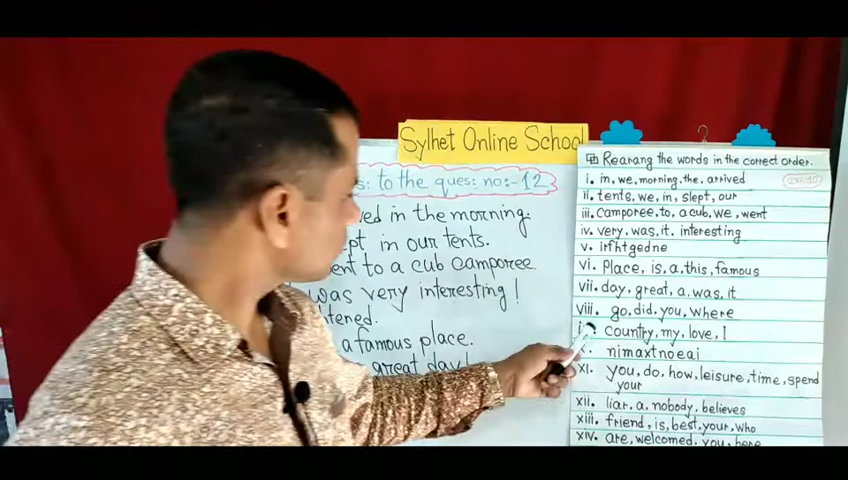 Sylhet Online School
s: to the ques: no:-12
ved in the morning.
pt in our tents.
ent to a cub camporee.
was very interesting!
tened.
a famous place.
great day!
Rearang the words in the correct order.
i. in, we, morning, the, arrived
ii. tents, we, in, slept, our
iii. camporee, to, a cub, we, went
iv. very, was, it, interesting
v. irfhtgedne
vi. Place, is, a, this, famous
vii. day, great, a, was, it
viii. go, did, you, where
country, my, love, I
nimaxtnoeai
xi. you, do, how, leisure, time, spend
your
xii. liar, a, nobody, believes
xiii. friend, is, best, your, who
xiv. are, welcomed, you, here